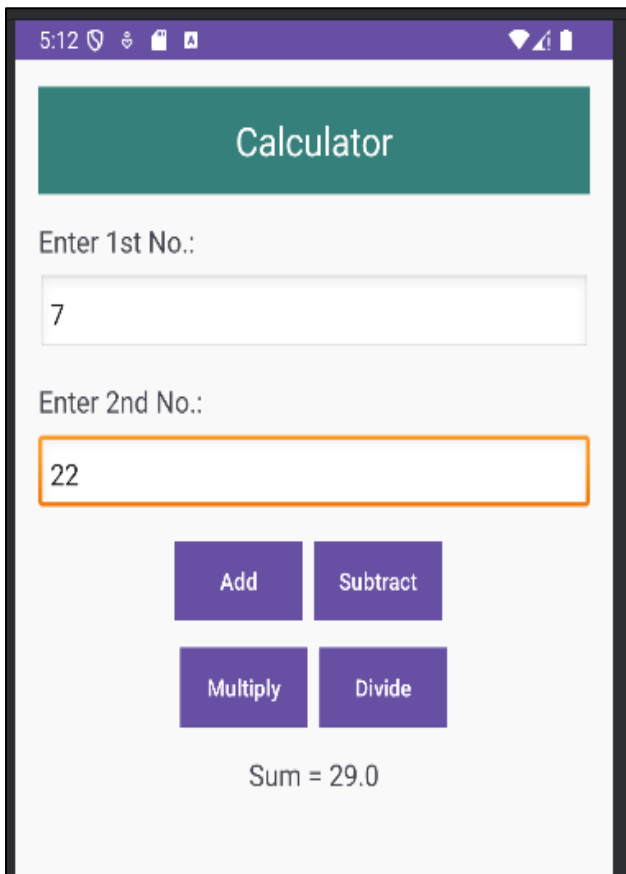 5:12
Calculator
Enter 1st No.:
7
Enter 2nd No.:
22
Add Subtract
Multiply Divide
Sum = 29.0